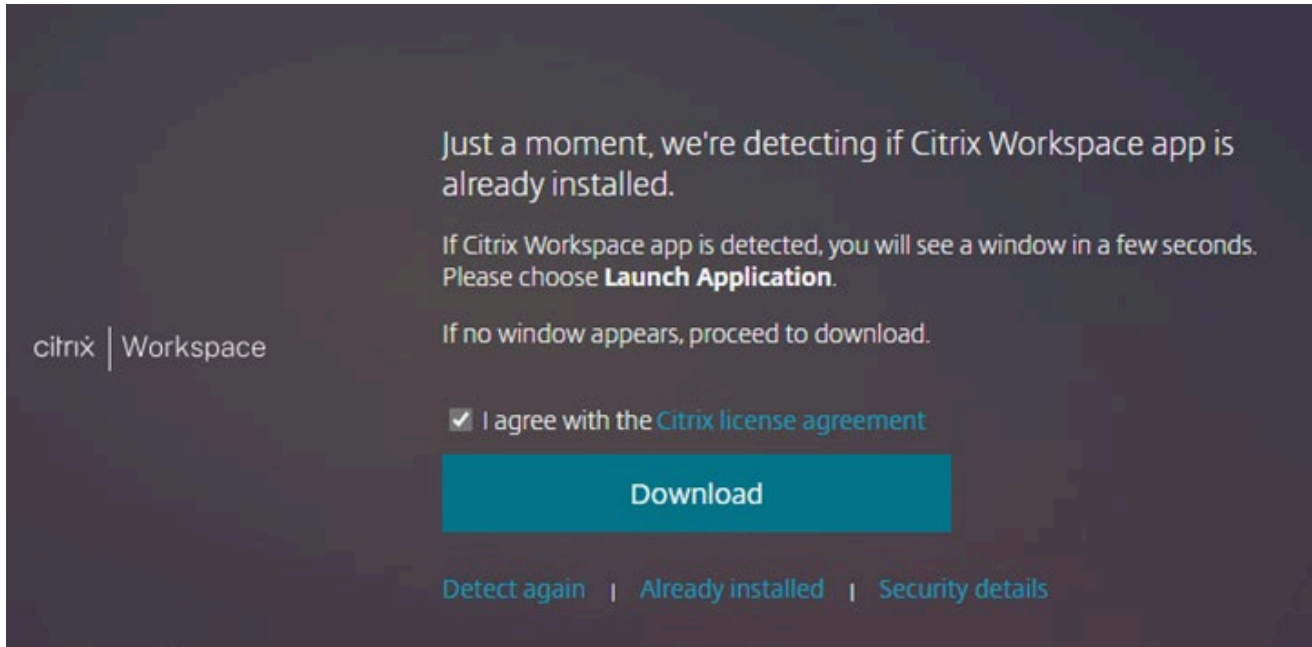 Just a moment, we're detecting if Citrix Workspace app is
already installed.
If Citrix Workspace app is detected, you will see a window in a few seconds.
Please choose Launch Application.
If no window appears, proceed to download.
citrix | Workspace
I agree with the Citrix license agreement
Download
Detect again | Already installed | Security details